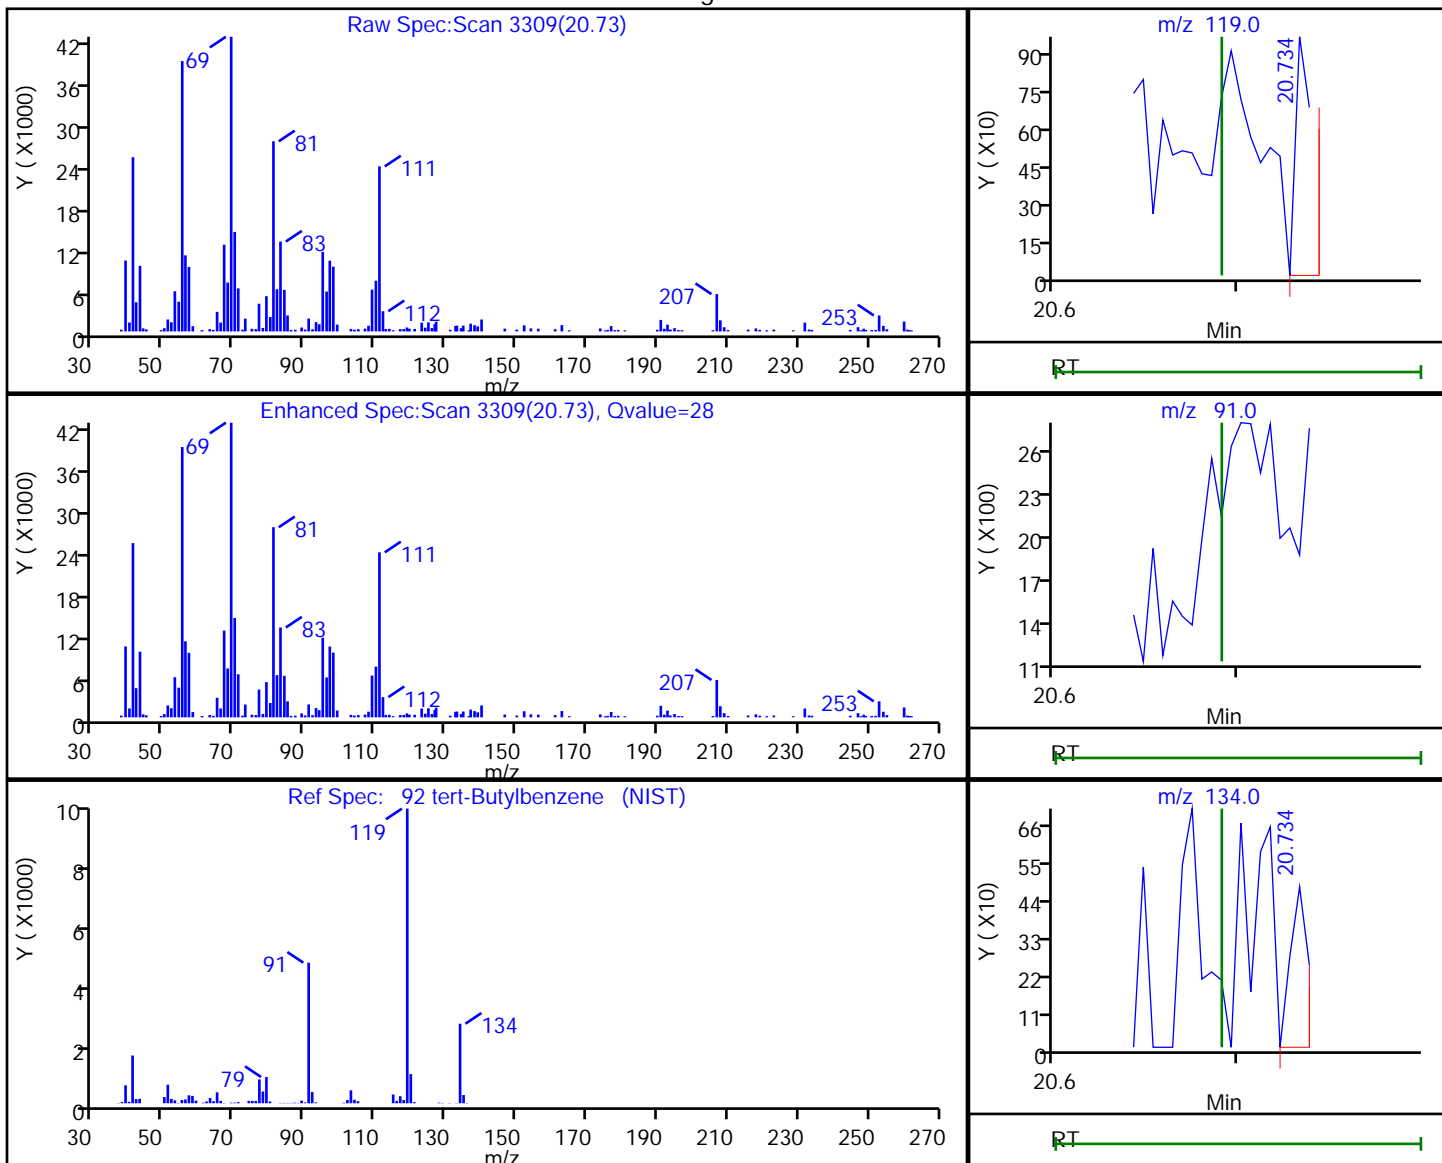 Raw Spec:Scan 3309(20.73)
Y ( X1000)
42
36
30
24
18
12
6
0
69
81
111
83
112
207
253
30 50 70 90 110 130 150 170 190 210 230 250 270
m/z
m/z 119.0
Y ( X10)
90
75
60
45
30
15
0
20.734
20.6
Min
RT
Enhanced Spec:Scan 3309(20.73), Qvalue=28
Y ( X1000)
42
36
30
24
18
12
6
0
69
81
111
83
112
207
253
30 50 70 90 110 130 150 170 190 210 230 250 270
m/z
m/z 91.0
Y ( X100)
26
23
20
17
14
11
20.6
Min
RT
Ref Spec: 92 tert-Butylbenzene (NIST)
Y ( X1000)
10
8
6
4
2
0
119
91
134
79
30 50 70 90 110 130 150 170 190 210 230 250 270
m/z
m/z 134.0
Y ( X10)
66
55
44
33
22
11
0
20.734
20.6
Min
RT